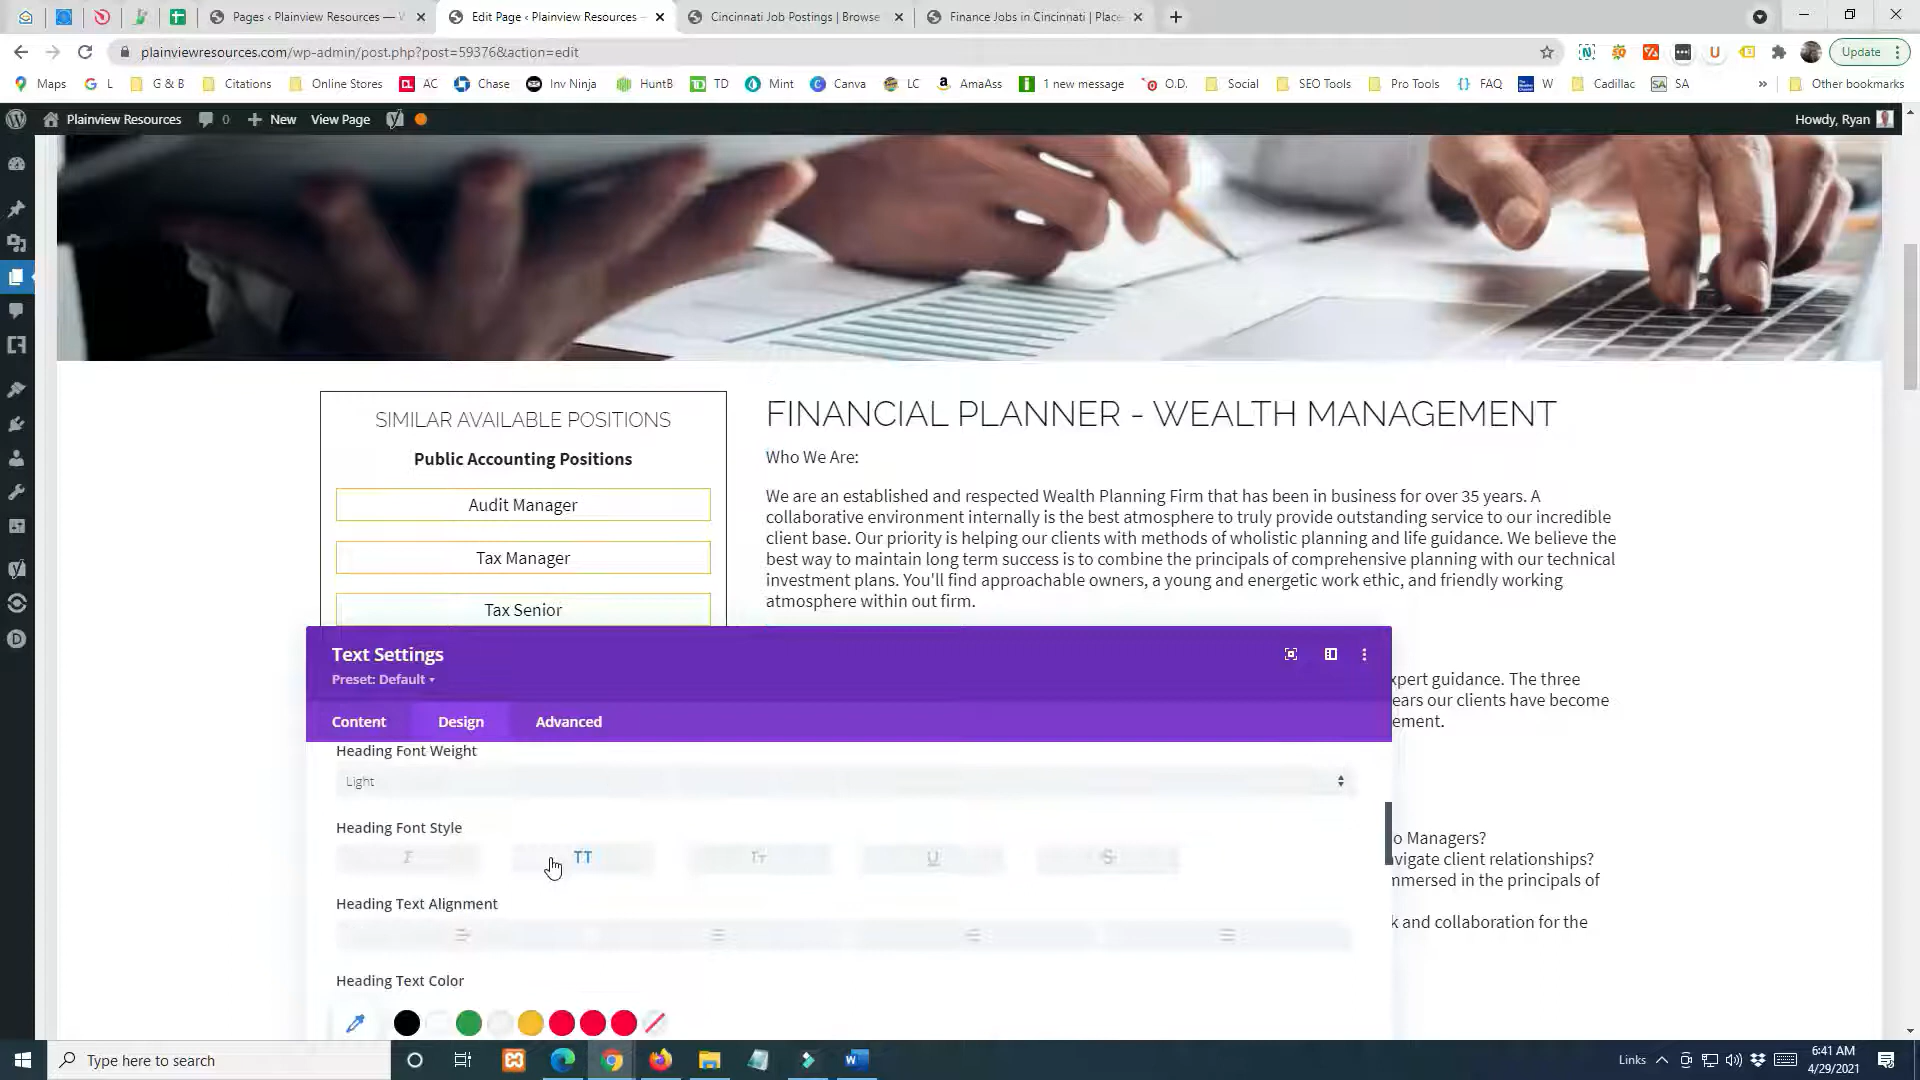 Pages ‹ Plainview Resources — W
Edit Page ‹ Plainview Resources –
Cincinnati Job Postings | Browse
Finance Jobs in Cincinnati | Place
plainviewresources.com/wp-admin/post.php?post=59376&action=edit
Update
Maps
L
G & B
Citations
Online Stores
AC
Chase
Inv Ninja
HuntB
TD
Mint
Canva
LC
AmaAss
1 new message
O.D.
Social
SEO Tools
Pro Tools
FAQ
W
Cadillac
SA
»
Other bookmarks
Plainview Resources
0
New
View Page
Howdy, Ryan
SIMILAR AVAILABLE POSITIONS
Public Accounting Positions
Audit Manager
Tax Manager
Tax Senior
FINANCIAL PLANNER - WEALTH MANAGEMENT
Who We Are:
We are an established and respected Wealth Planning Firm that has been in business for over 35 years. A
collaborative environment internally is the best atmosphere to truly provide outstanding service to our incredible
client base. Our priority is helping our clients with methods of wholistic planning and life guidance. We believe the
best way to maintain long term success is to combine the principals of comprehensive planning with our technical
investment plans. You'll find approachable owners, a young and energetic work ethic, and friendly working
atmosphere within out firm.
xpert guidance. The three
ears our clients have become
ement.
o Managers?
avigate client relationships?
mmersed in the principals of
k and collaboration for the
Text Settings
Preset: Default
Content
Design
Advanced
Heading Font Weight
Light
Heading Font Style
I
TT
TT
U
S
Heading Text Alignment
Heading Text Color
Type here to search
Links
6:41 AM
4/29/2021